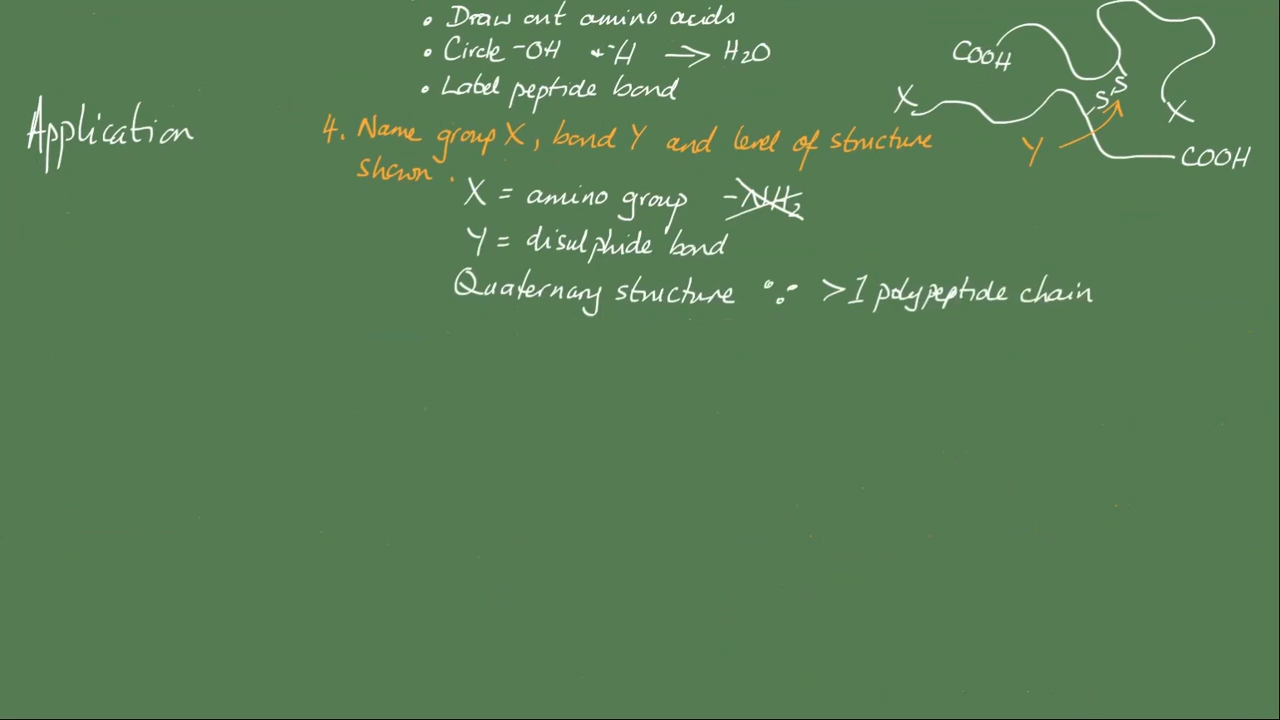 • Draw out amino acids
• Circle -OH + -H → H2O
• Label peptide bond
Application
4. Name group X, bond Y and level of structure
shown.
X = amino group -NH2
Y = disulphide bond
Quaternary structure ∵ >1 polypeptide chain
COOH
X
S
S
X
Y
COOH